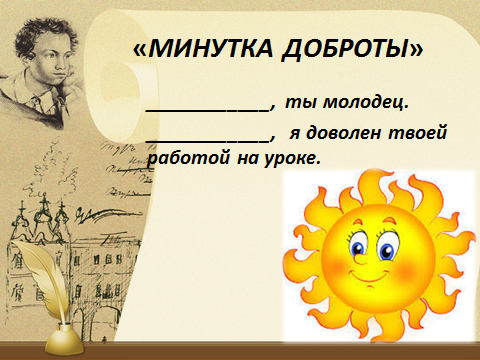 «МИНУТКА ДОБРОТЫ»
____________, ты молодец.
____________, я доволен твоей
работой на уроке.